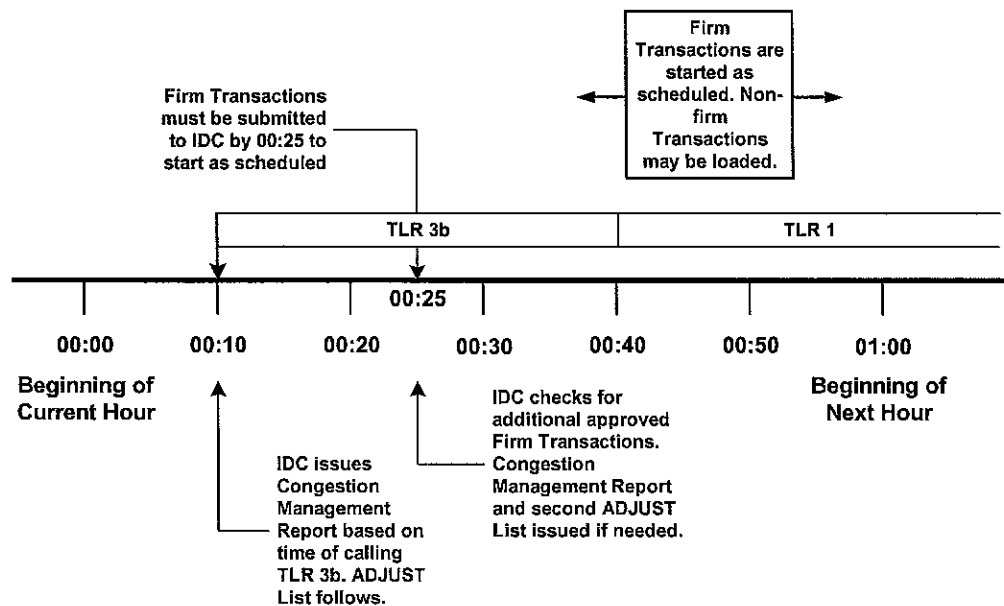 Firm
Transactions are
started as
scheduled. Non-
firm
Transactions
may be loaded.
Firm Transactions
must be submitted
to IDC by 00:25 to
start as scheduled
TLR 3b
TLR 1
00:25
00:00
00:10
00:20
00:30
00:40
00:50
01:00
Beginning of
Current Hour
Beginning of
Next Hour
IDC checks for
additional approved
Firm Transactions.
Congestion
Management Report
and second ADJUST
List issued if needed.
IDC issues
Congestion
Management
Report based on
time of calling
TLR 3b. ADJUST
List follows.